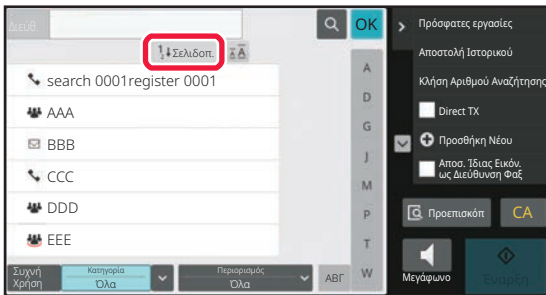 Διεύθ.
OK
1 2 Σελιδοπ.
search 0001register 0001
AAA
BBB
CCC
DDD
EEE
A
D
G
J
M
P
T
W
Συχνή Χρήση
Κατηγορία
Όλα
Περιορισμός
Όλα
ΑΒΓ
Πρόσφατες εργασίες
Αποστολή Ιστορικού
Κλήση Αριθμού Αναζήτησης
Direct TX
Προσθήκη Νέου
Αποσ. Ίδιας Εικόν.
ως Διεύθυνση Φαξ
Προεπισκόπ
CA
Μεγάφωνο
Έναρξη